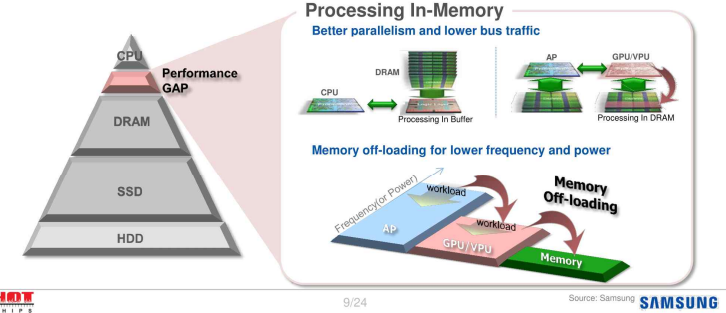 Processing In-Memory
Better parallelism and lower bus traffic
CPU
Performance
GAP
DRAM
SSD
HDD
DRAM
CPU
Processing In Buffer
AP
GPU/VPU
Processing In DRAM
Memory off-loading for lower frequency and power
Frequency(or Power)
workload
workload
Memory
Off-loading
AP
GPU/VPU
Memory
HOT
CHIPS
9/24
Source: Samsung
SAMSUNG